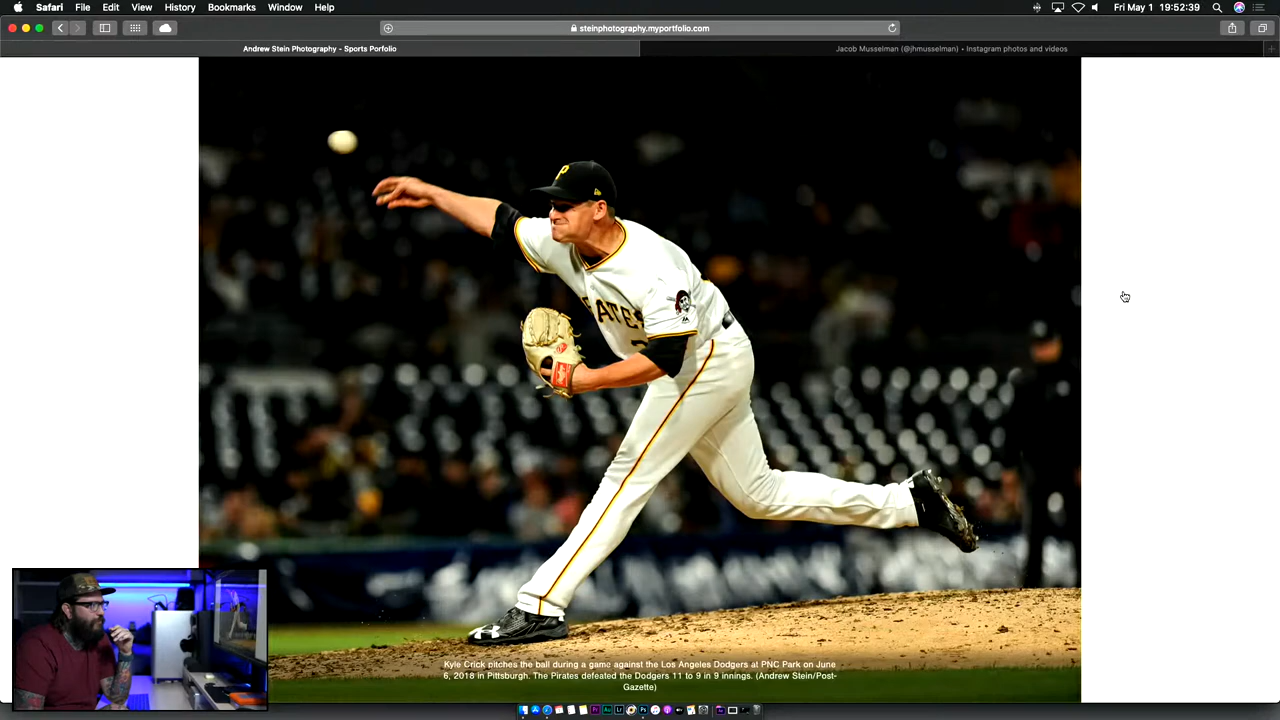 Safari File Edit View History Bookmarks Window Help Fri May 1 19:52:39
steinphotography.myportfolio.com
Andrew Stein Photography - Sports Porfolio Jacob Musselman (@jhmusselman) • Instagram photos and videos
P
RATES
Kyle Crick pitches the ball during a game against the Los Angeles Dodgers at PNC Park on June
6, 2018 in Pittsburgh. The Pirates defeated the Dodgers 11 to 9 in 9 innings. (Andrew Stein/Post-
Gazette)